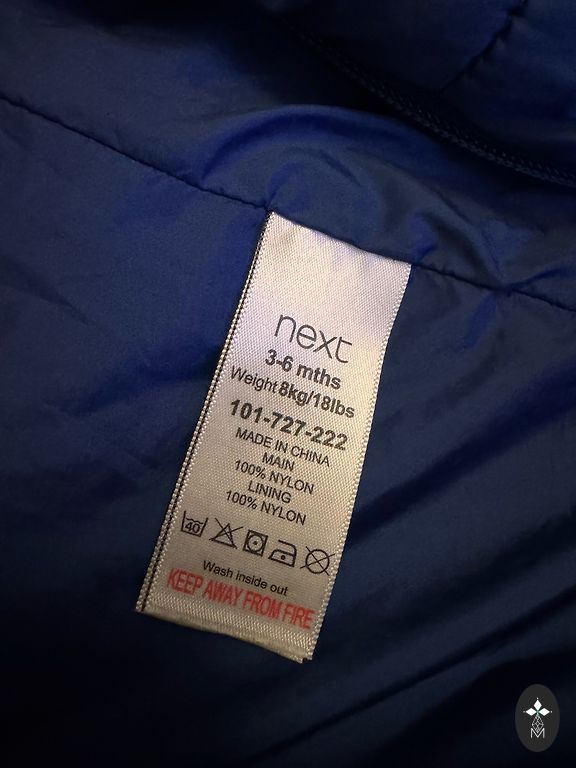 next
3-6 mths
Weight 8kg/18lbs
101-727-222
MADE IN CHINA
MAIN
100% NYLON
LINING
100% NYLON
40
Wash inside out
KEEP AWAY FROM FIRE
M